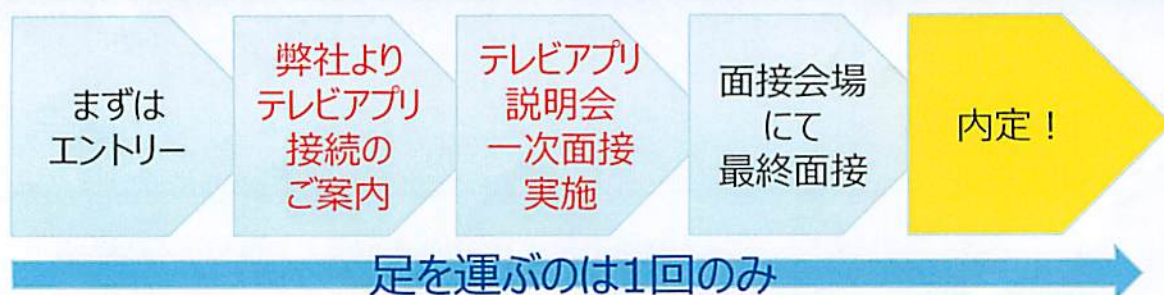 まずは
エントリー
弊社より
テレビアプリ
接続の
ご案内
テレビアプリ
説明会
一次面接
実施
面接会場
にて
最終面接
内定！
足を運ぶのは1回のみ